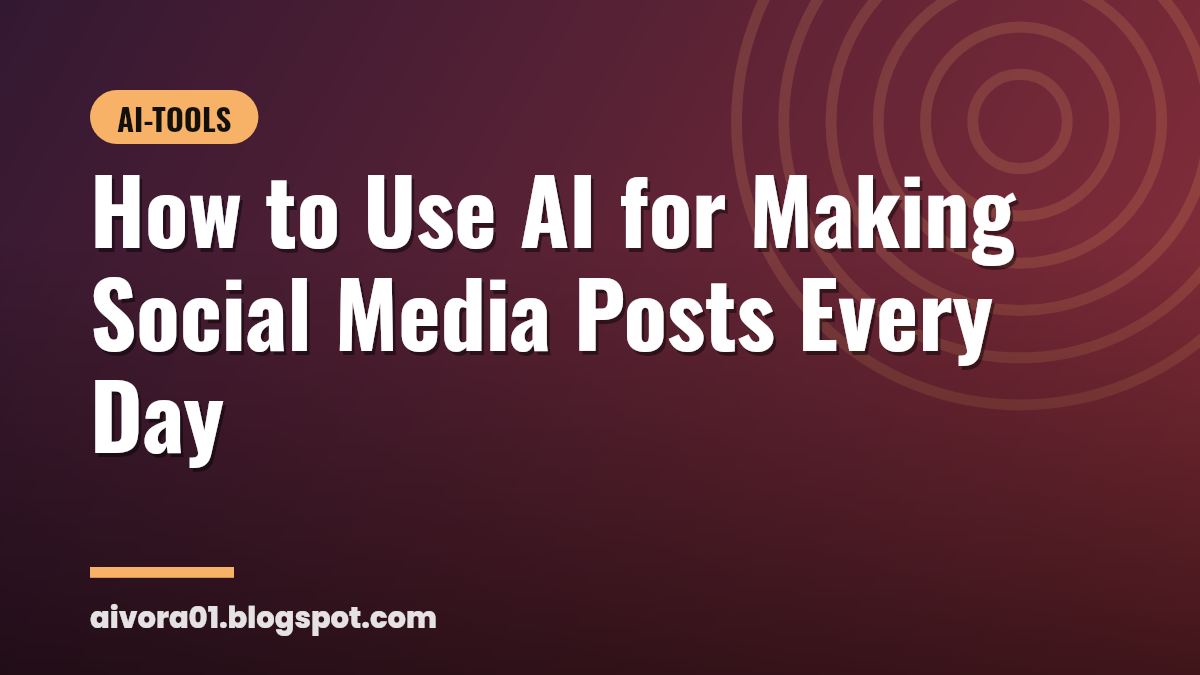 AI-TOOLS
How to Use AI for Making
Social Media Posts Every
Day
aivora01.blogspot.com